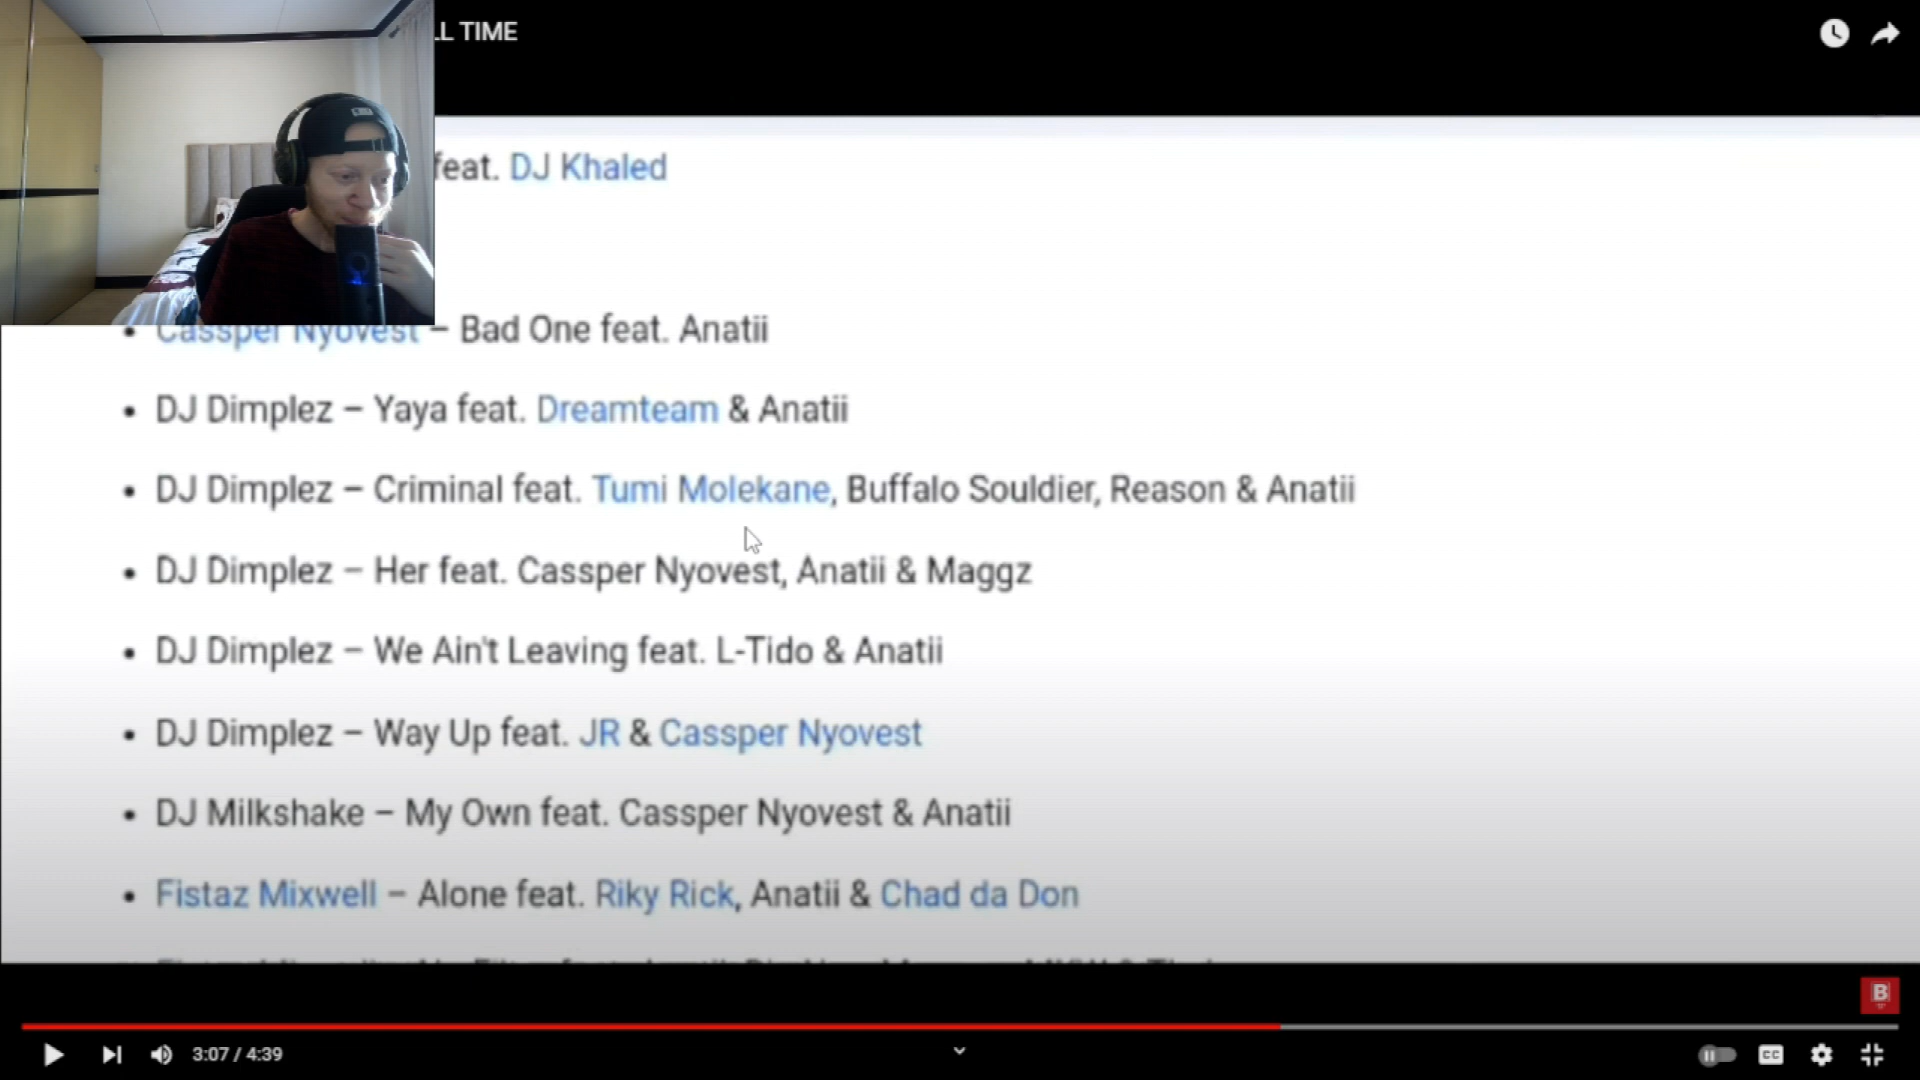 LL TIME
feat. DJ Khaled
• Cassper Nyovest – Bad One feat. Anatii
• DJ Dimplez – Yaya feat. Dreamteam & Anatii
• DJ Dimplez – Criminal feat. Tumi Molekane, Buffalo Souldier, Reason & Anatii
• DJ Dimplez – Her feat. Cassper Nyovest, Anatii & Maggz
• DJ Dimplez – We Ain't Leaving feat. L-Tido & Anatii
• DJ Dimplez – Way Up feat. JR & Cassper Nyovest
• DJ Milkshake – My Own feat. Cassper Nyovest & Anatii
• Fistaz Mixwell – Alone feat. Riky Rick, Anatii & Chad da Don
B
3:07 / 4:39
CC